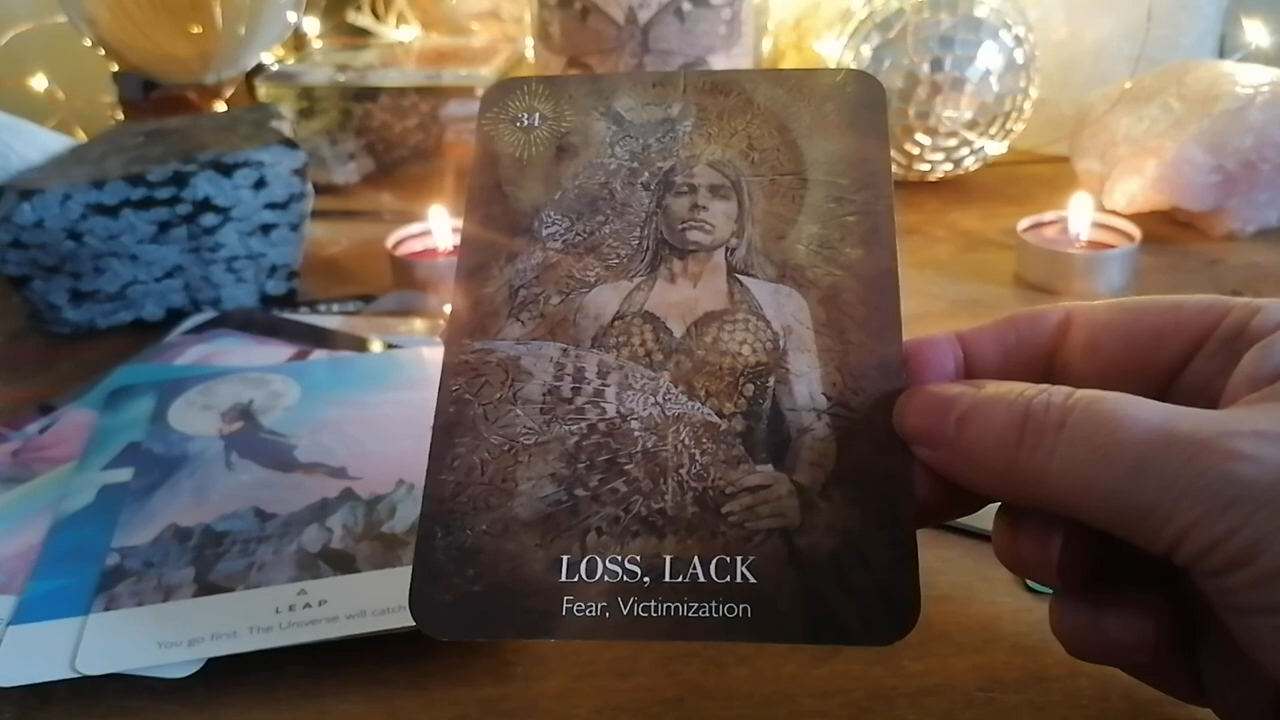 34
LOSS, LACK
Fear, Victimization
LEAP
You go first. The Universe will catch